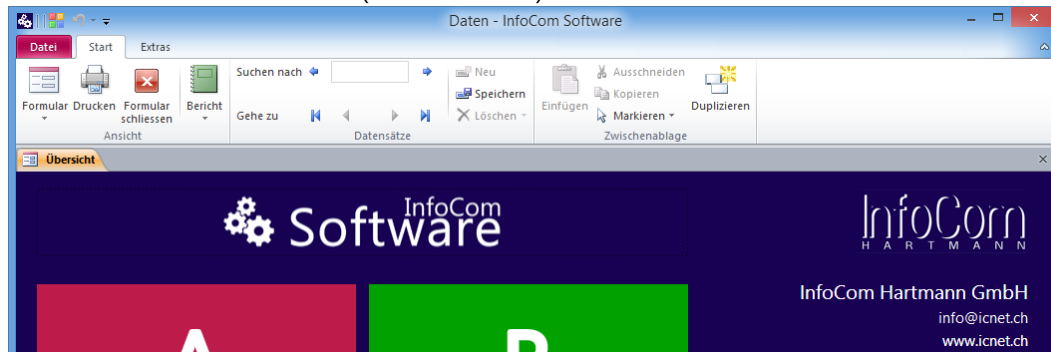 Daten - InfoCom Software
Datei Start Extras
Suchen nach
Neu
Ausschneiden
Speichern
Kopieren
Formular Drucken Formular schliessen Bericht
Gehe zu
Löschen
Einfügen
Markieren
Duplizieren
Ansicht Datensätze Zwischenablage
Übersicht
InfoCom
Software
InfoCom
HARTMANN
InfoCom Hartmann GmbH
info@icnet.ch
www.icnet.ch